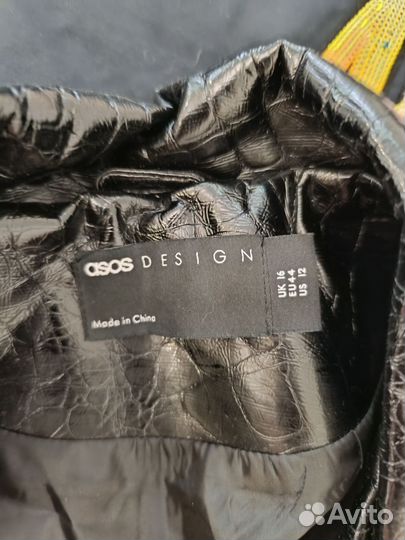 asos DESIGN
UK 16
EU 44
US 12
Made in China
Avito